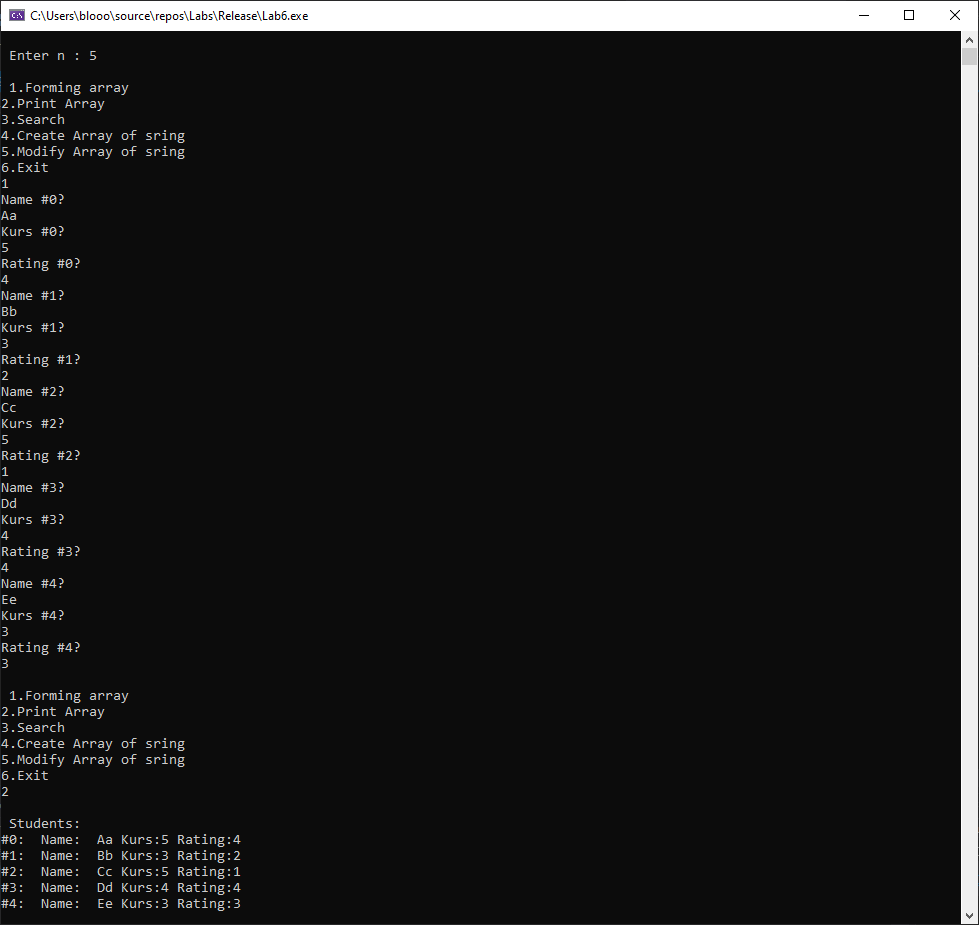 C:\Users\blooo\source\repos\Labs\Release\Lab6.exe
Enter n : 5
1.Forming array
2.Print Array
3.Search
4.Create Array of sring
5.Modify Array of sring
6.Exit
1
Name #0?
Aa
Kurs #0?
5
Rating #0?
4
Name #1?
Bb
Kurs #1?
3
Rating #1?
2
Name #2?
Cc
Kurs #2?
5
Rating #2?
1
Name #3?
Dd
Kurs #3?
4
Rating #3?
4
Name #4?
Ee
Kurs #4?
3
Rating #4?
3
1.Forming array
2.Print Array
3.Search
4.Create Array of sring
5.Modify Array of sring
6.Exit
2
Students:
#0:  Name:  Aa Kurs:5 Rating:4
#1:  Name:  Bb Kurs:3 Rating:2
#2:  Name:  Cc Kurs:5 Rating:1
#3:  Name:  Dd Kurs:4 Rating:4
#4:  Name:  Ee Kurs:3 Rating:3